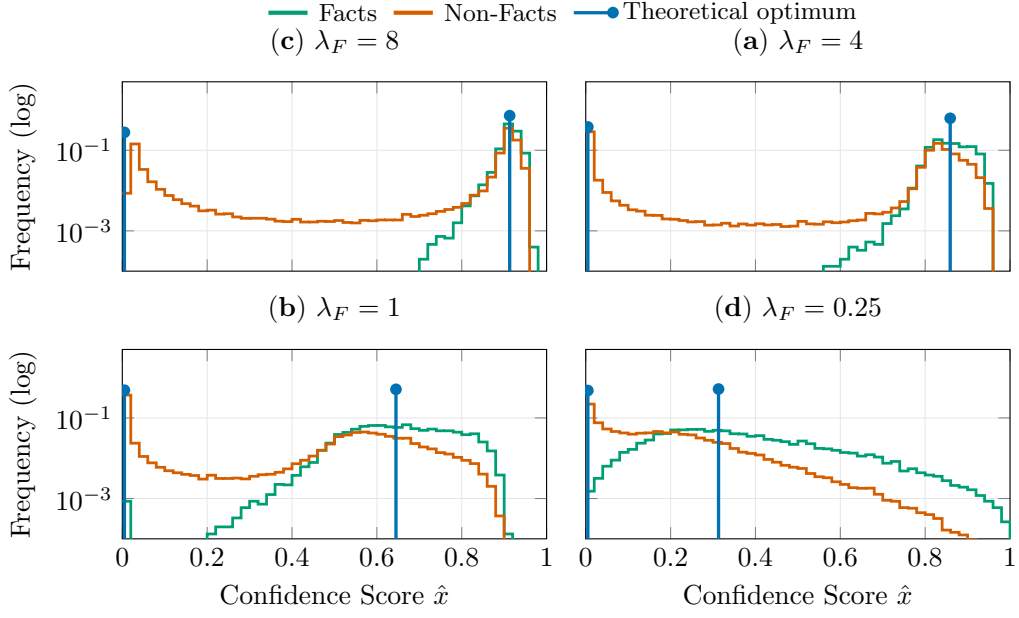 Facts Non-Facts Theoretical optimum
(c) λ_F = 8
(a) λ_F = 4
Frequency (log)
10⁻¹
10⁻³
(b) λ_F = 1
(d) λ_F = 0.25
Frequency (log)
10⁻¹
10⁻³
0 0.2 0.4 0.6 0.8 1
0 0.2 0.4 0.6 0.8 1
Confidence Score x̂
Confidence Score x̂